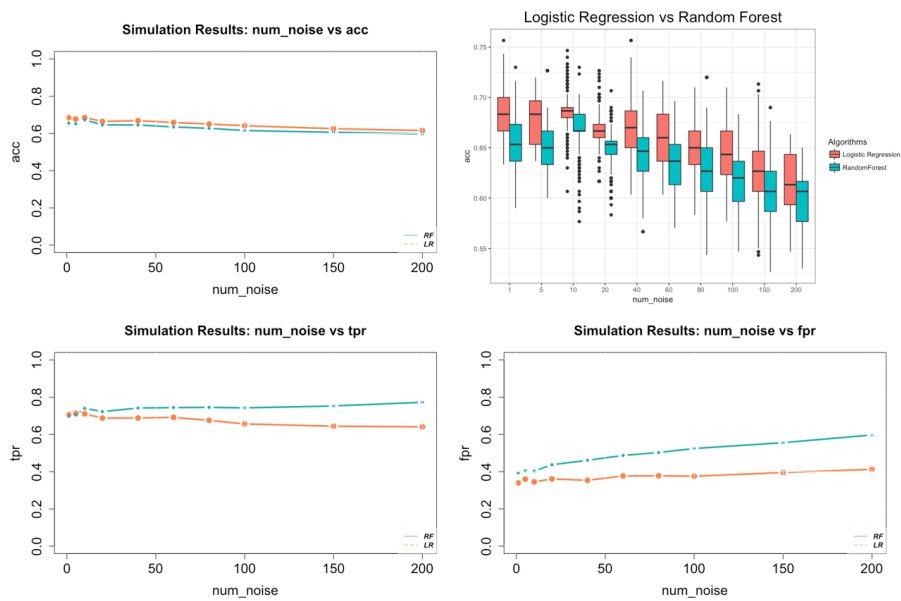 Simulation Results: num_noise vs acc
acc
0.0 0.2 0.4 0.6 0.8 1.0
0 50 100 150 200
num_noise
RF
LR
Logistic Regression vs Random Forest
acc
0.75
0.70
0.65
0.60
0.55
1 5 10 20 40 60 80 100 150 200
num_noise
Algorithms
Logistic Regression
RandomForest
Simulation Results: num_noise vs tpr
tpr
0.0 0.2 0.4 0.6 0.8 1.0
0 50 100 150 200
num_noise
RF
LR
Simulation Results: num_noise vs fpr
fpr
0.0 0.2 0.4 0.6 0.8 1.0
0 50 100 150 200
num_noise
RF
LR